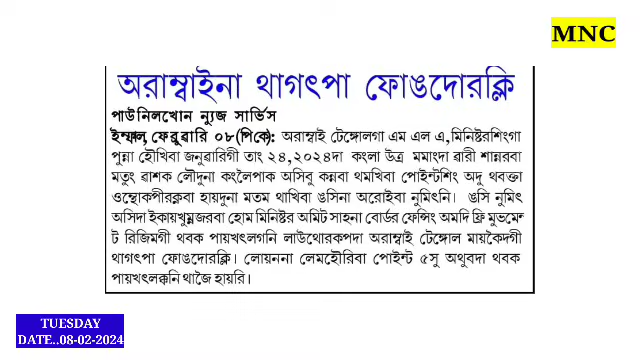 MNC
অরাম্বাইনা থাগৎপা ফোঙদোরক্লি
পাউনিলখোন ন্যুজ সার্ভিস
ইম্ফাল, ফেব্রুৱারি ০৮(পিকে): অরাম্বাই টেঙ্গোলগা এম এল এ,মিনিষ্টরশিংগা
পুন্না হৌখিবা জনুৱারিগী তাং ২৪,২০২৪দা কংলা উত্র মমাংদা ৱারী শান্নরবা
মতুং ৱাশক লৌদুনা কংলৈপাক অসিবু কন্নবা থমখিবা পোইন্টশিং অদু থবক্তা
ওন্থোকপীরক্নবা হায়দুনা মতম থাখিবা ঙসিনা অরোইবা নুমিৎনি। ঙসি নুমিৎ
অসিদা ইকায়খুম্নজরবা হোম মিনিষ্টর অমিট সাহনা বোর্ডর ফেন্সিং অমদি ফ্রি মুভমেন্
ট রিজিমগী থবক পায়খৎলগনি লাউথোরকপদা অরাম্বাই টেঙ্গোল মায়কৈদগী
থাগৎপা ফোঙদোরক্লি। লোয়ননা লেমহৌরিবা পোইন্ট ৫সু অথুবদা থবক
পায়খৎলক্কনি থাজৈ হায়রি।
TUESDAY
DATE..08-02-2024